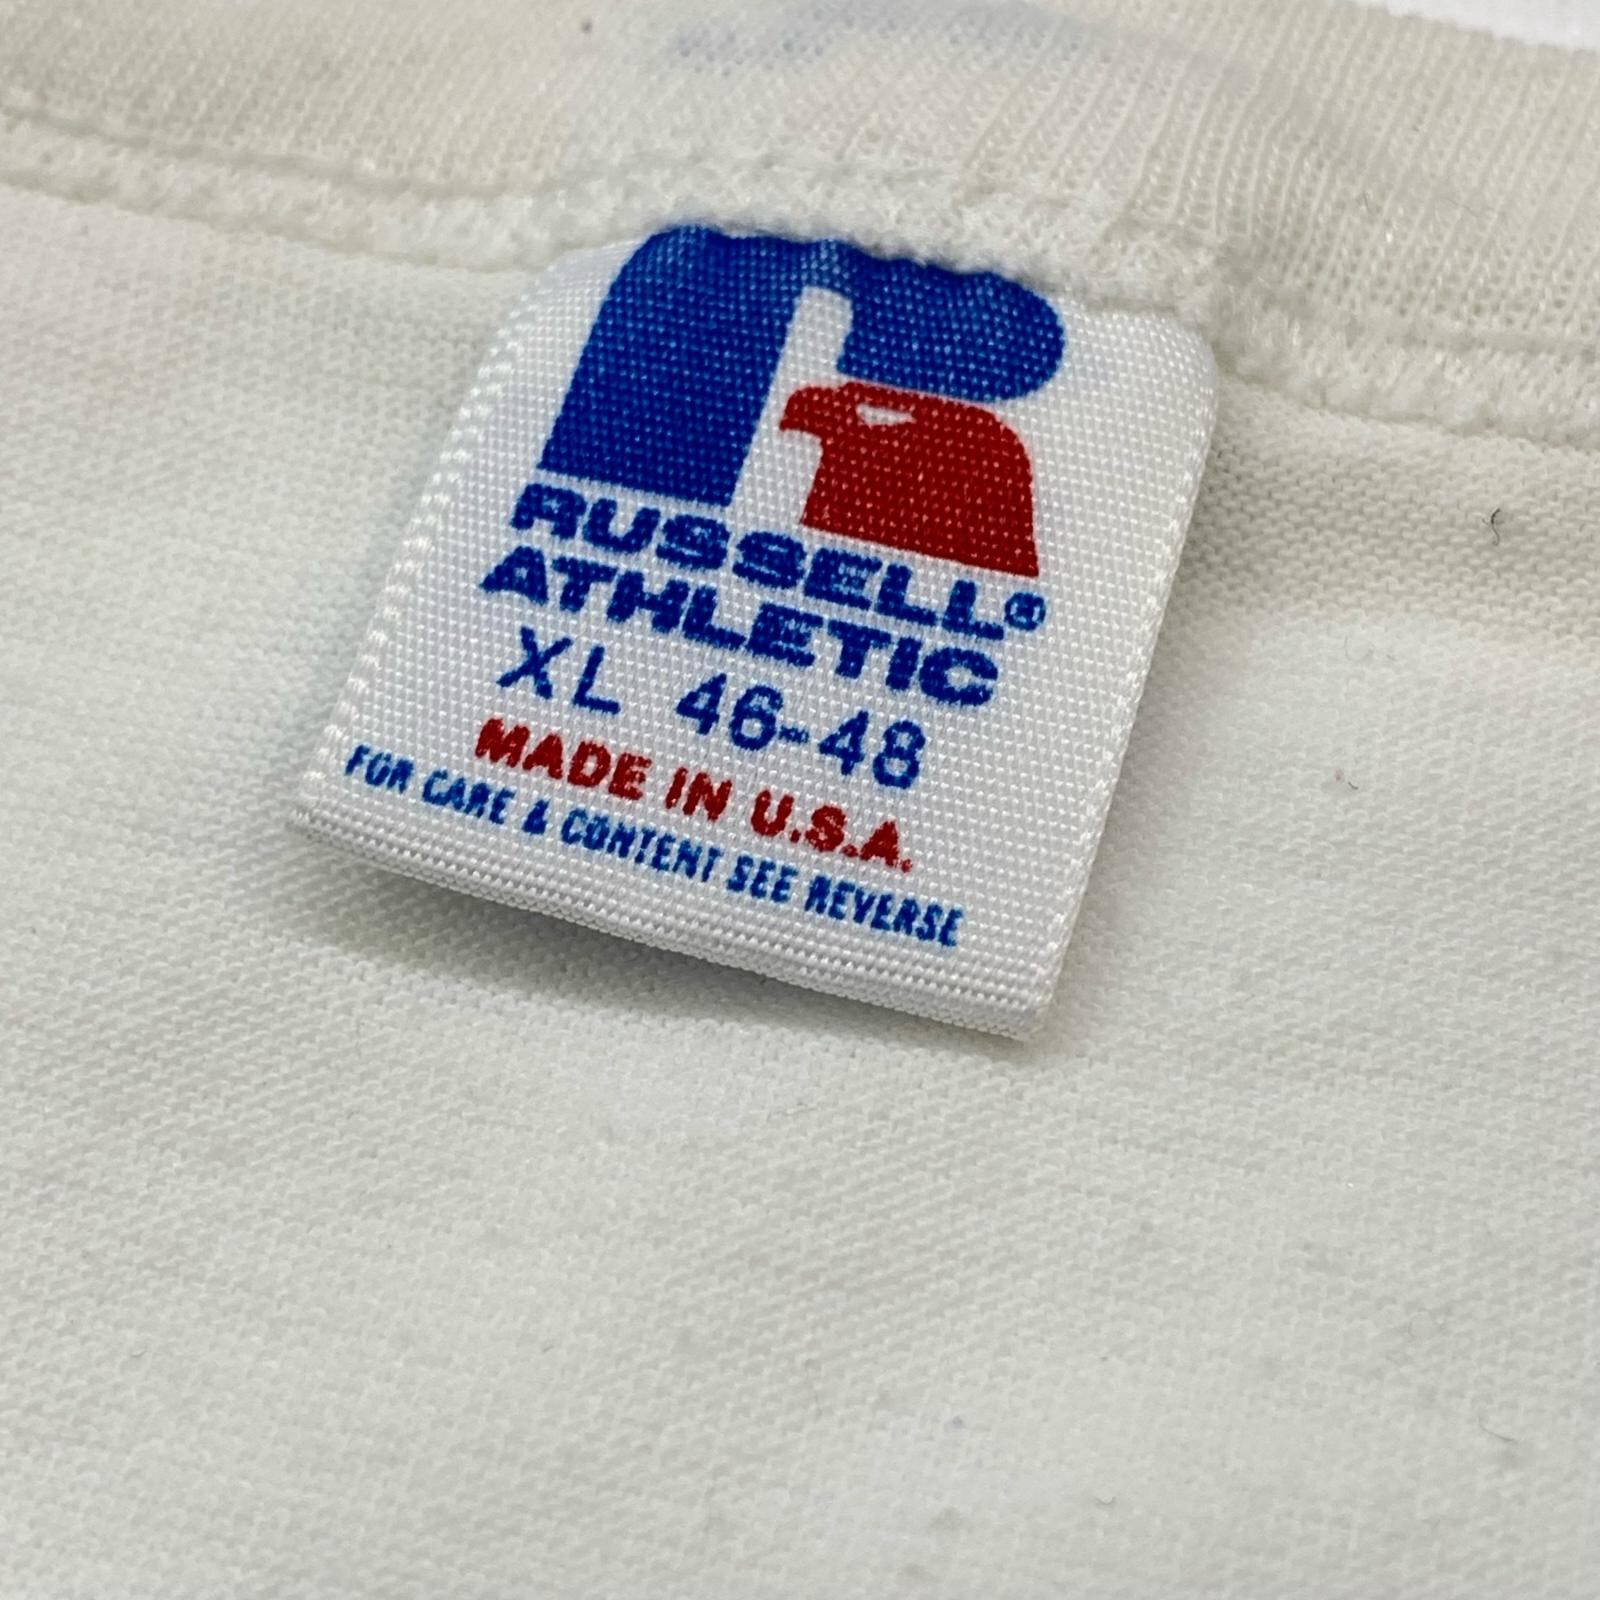 RUSSELL®
ATHLETIC
XL 46-48
MADE IN U.S.A.
FOR CARE & CONTENT SEE REVERSE